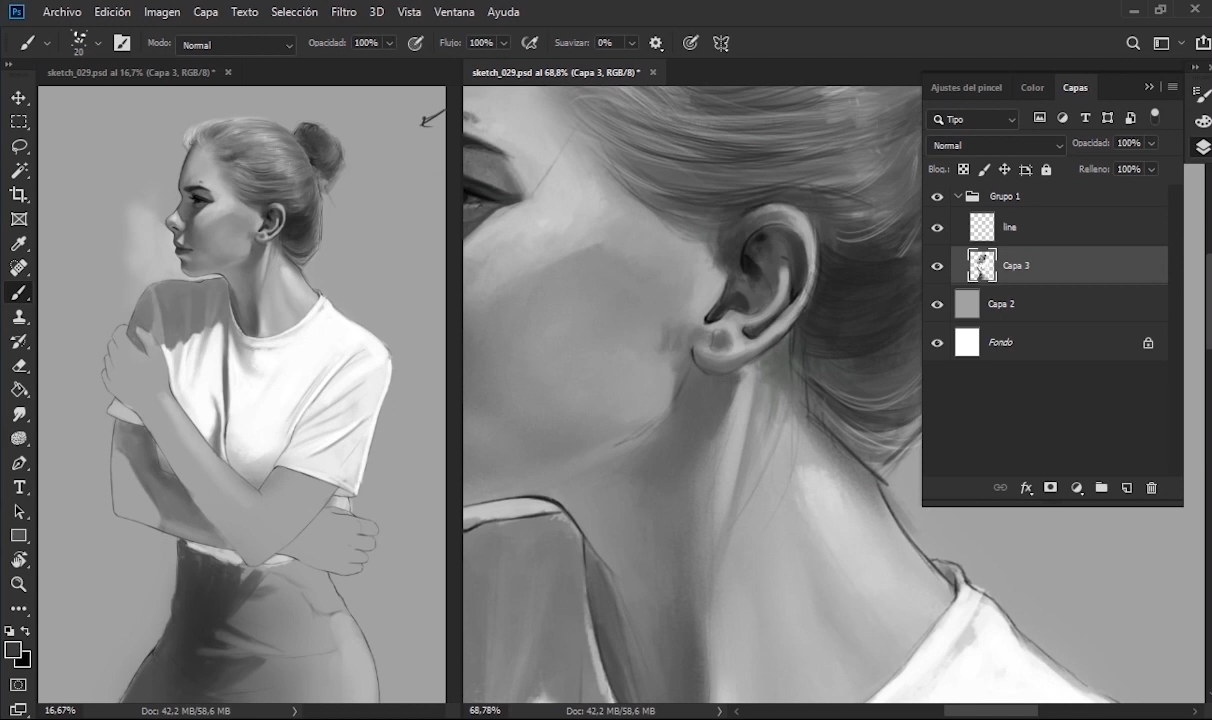 Ps Archivo Edición Imagen Capa Texto Selección Filtro 3D Vista Ventana Ayuda
20 Modo: Normal Opacidad: 100% Flujo: 100% Suavizar: 0%
sketch_029.psd al 16,7% (Capa 3, RGB/8) * sketch_029.psd al 68,8% (Capa 3, RGB/8) *
Ajustes del pincel Color Capas
Tipo
Normal Opacidad: 100%
Bloq.: Relleno: 100%
Grupo 1
line
Capa 3
Capa 2
Fondo
fx
16,67% Doc: 42,2 MB/58,6 MB 68,78% Doc: 42,2 MB/58,6 MB